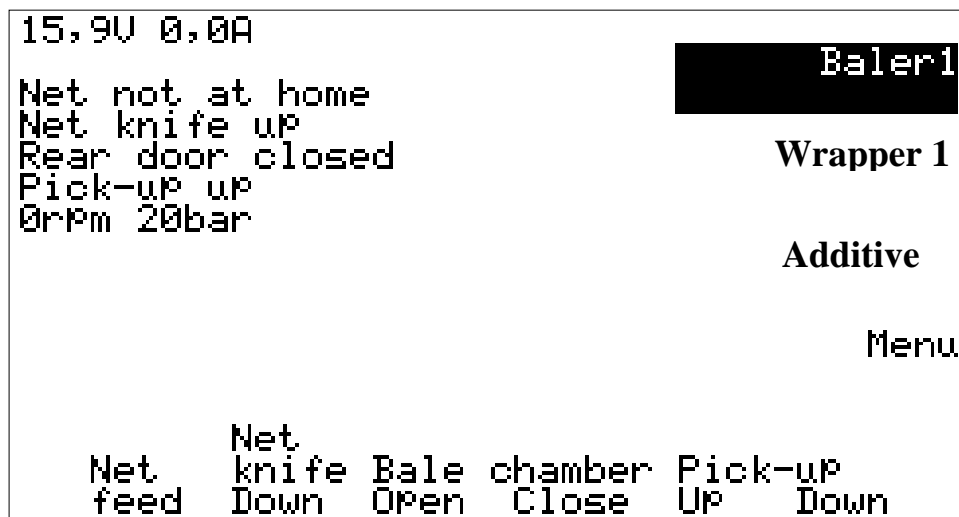 15,9V 0,0A
Baler1
Net not at home
Net knife up
Rear door closed
Wrapper 1
Pick-up up
0rpm 20bar
Additive
Menu
Net
Net knife Bale chamber Pick-up
feed Down Open Close Up Down